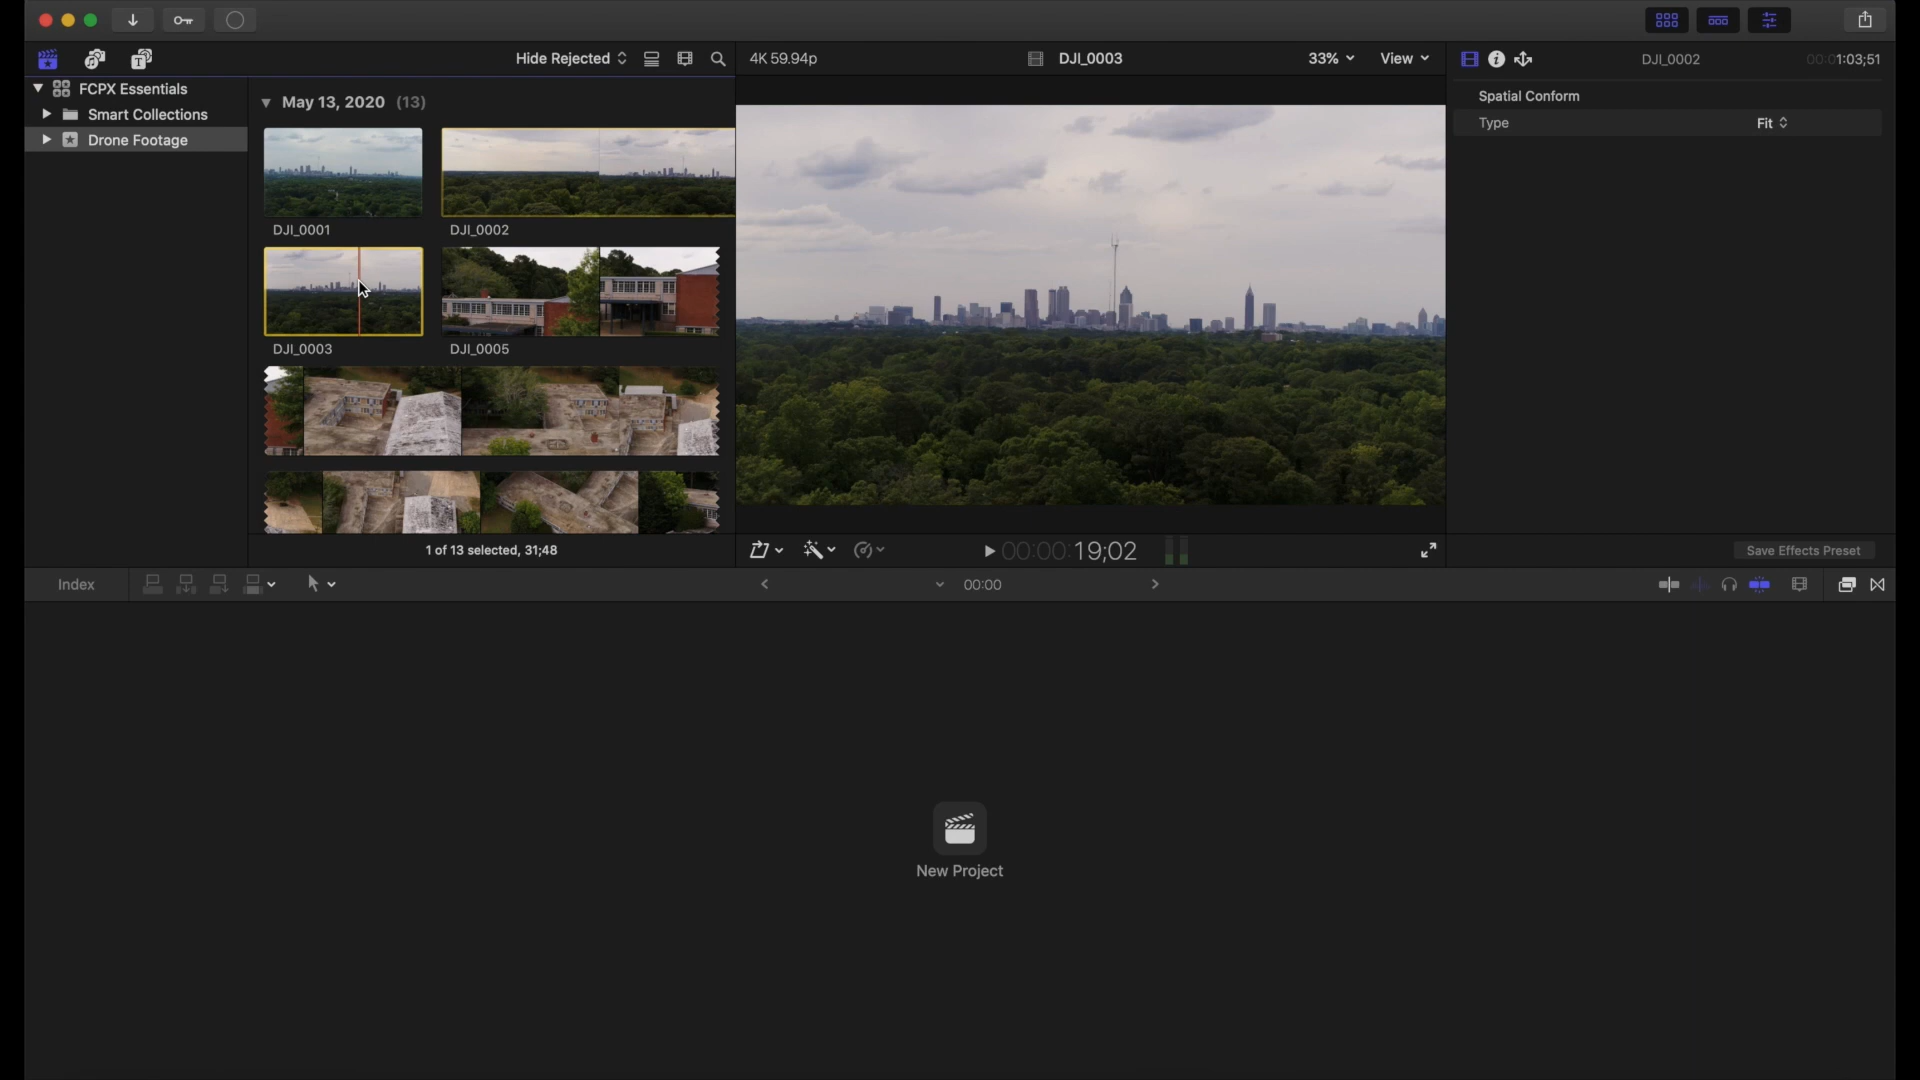 Hide Rejected
4K 59.94p
DJI_0003
33%
View
DJI_0002
00:01:03;51
FCPX Essentials
Smart Collections
Drone Footage
May 13, 2020 (13)
DJI_0001
DJI_0002
DJI_0003
DJI_0005
1 of 13 selected, 31;48
Spatial Conform
Type
Fit
00:00:19;02
Save Effects Preset
Index
00:00
New Project